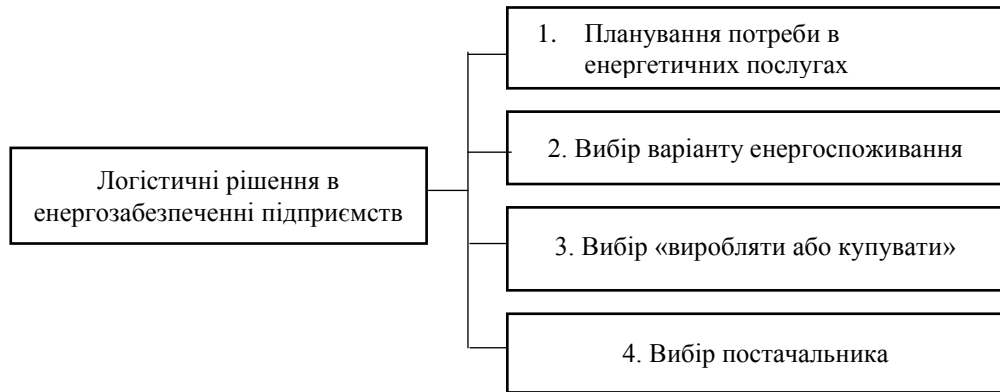 1. Планування потреби в
енергетичних послугах
2. Вибір варіанту енергоспоживання
Логістичні рішення в
енергозабезпеченні підприємств
3. Вибір «виробляти або купувати»
4. Вибір постачальника